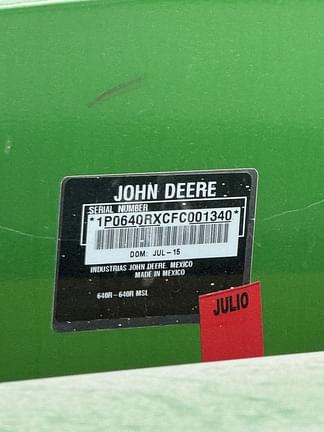 JOHN DEERE
SERIAL NUMBER
*1P0640RXCFC001340*
DOM: JUL-15
INDUSTRIAS JOHN DEERE, MEXICO
MADE IN MEXICO
640R-640R MSL
JULIO